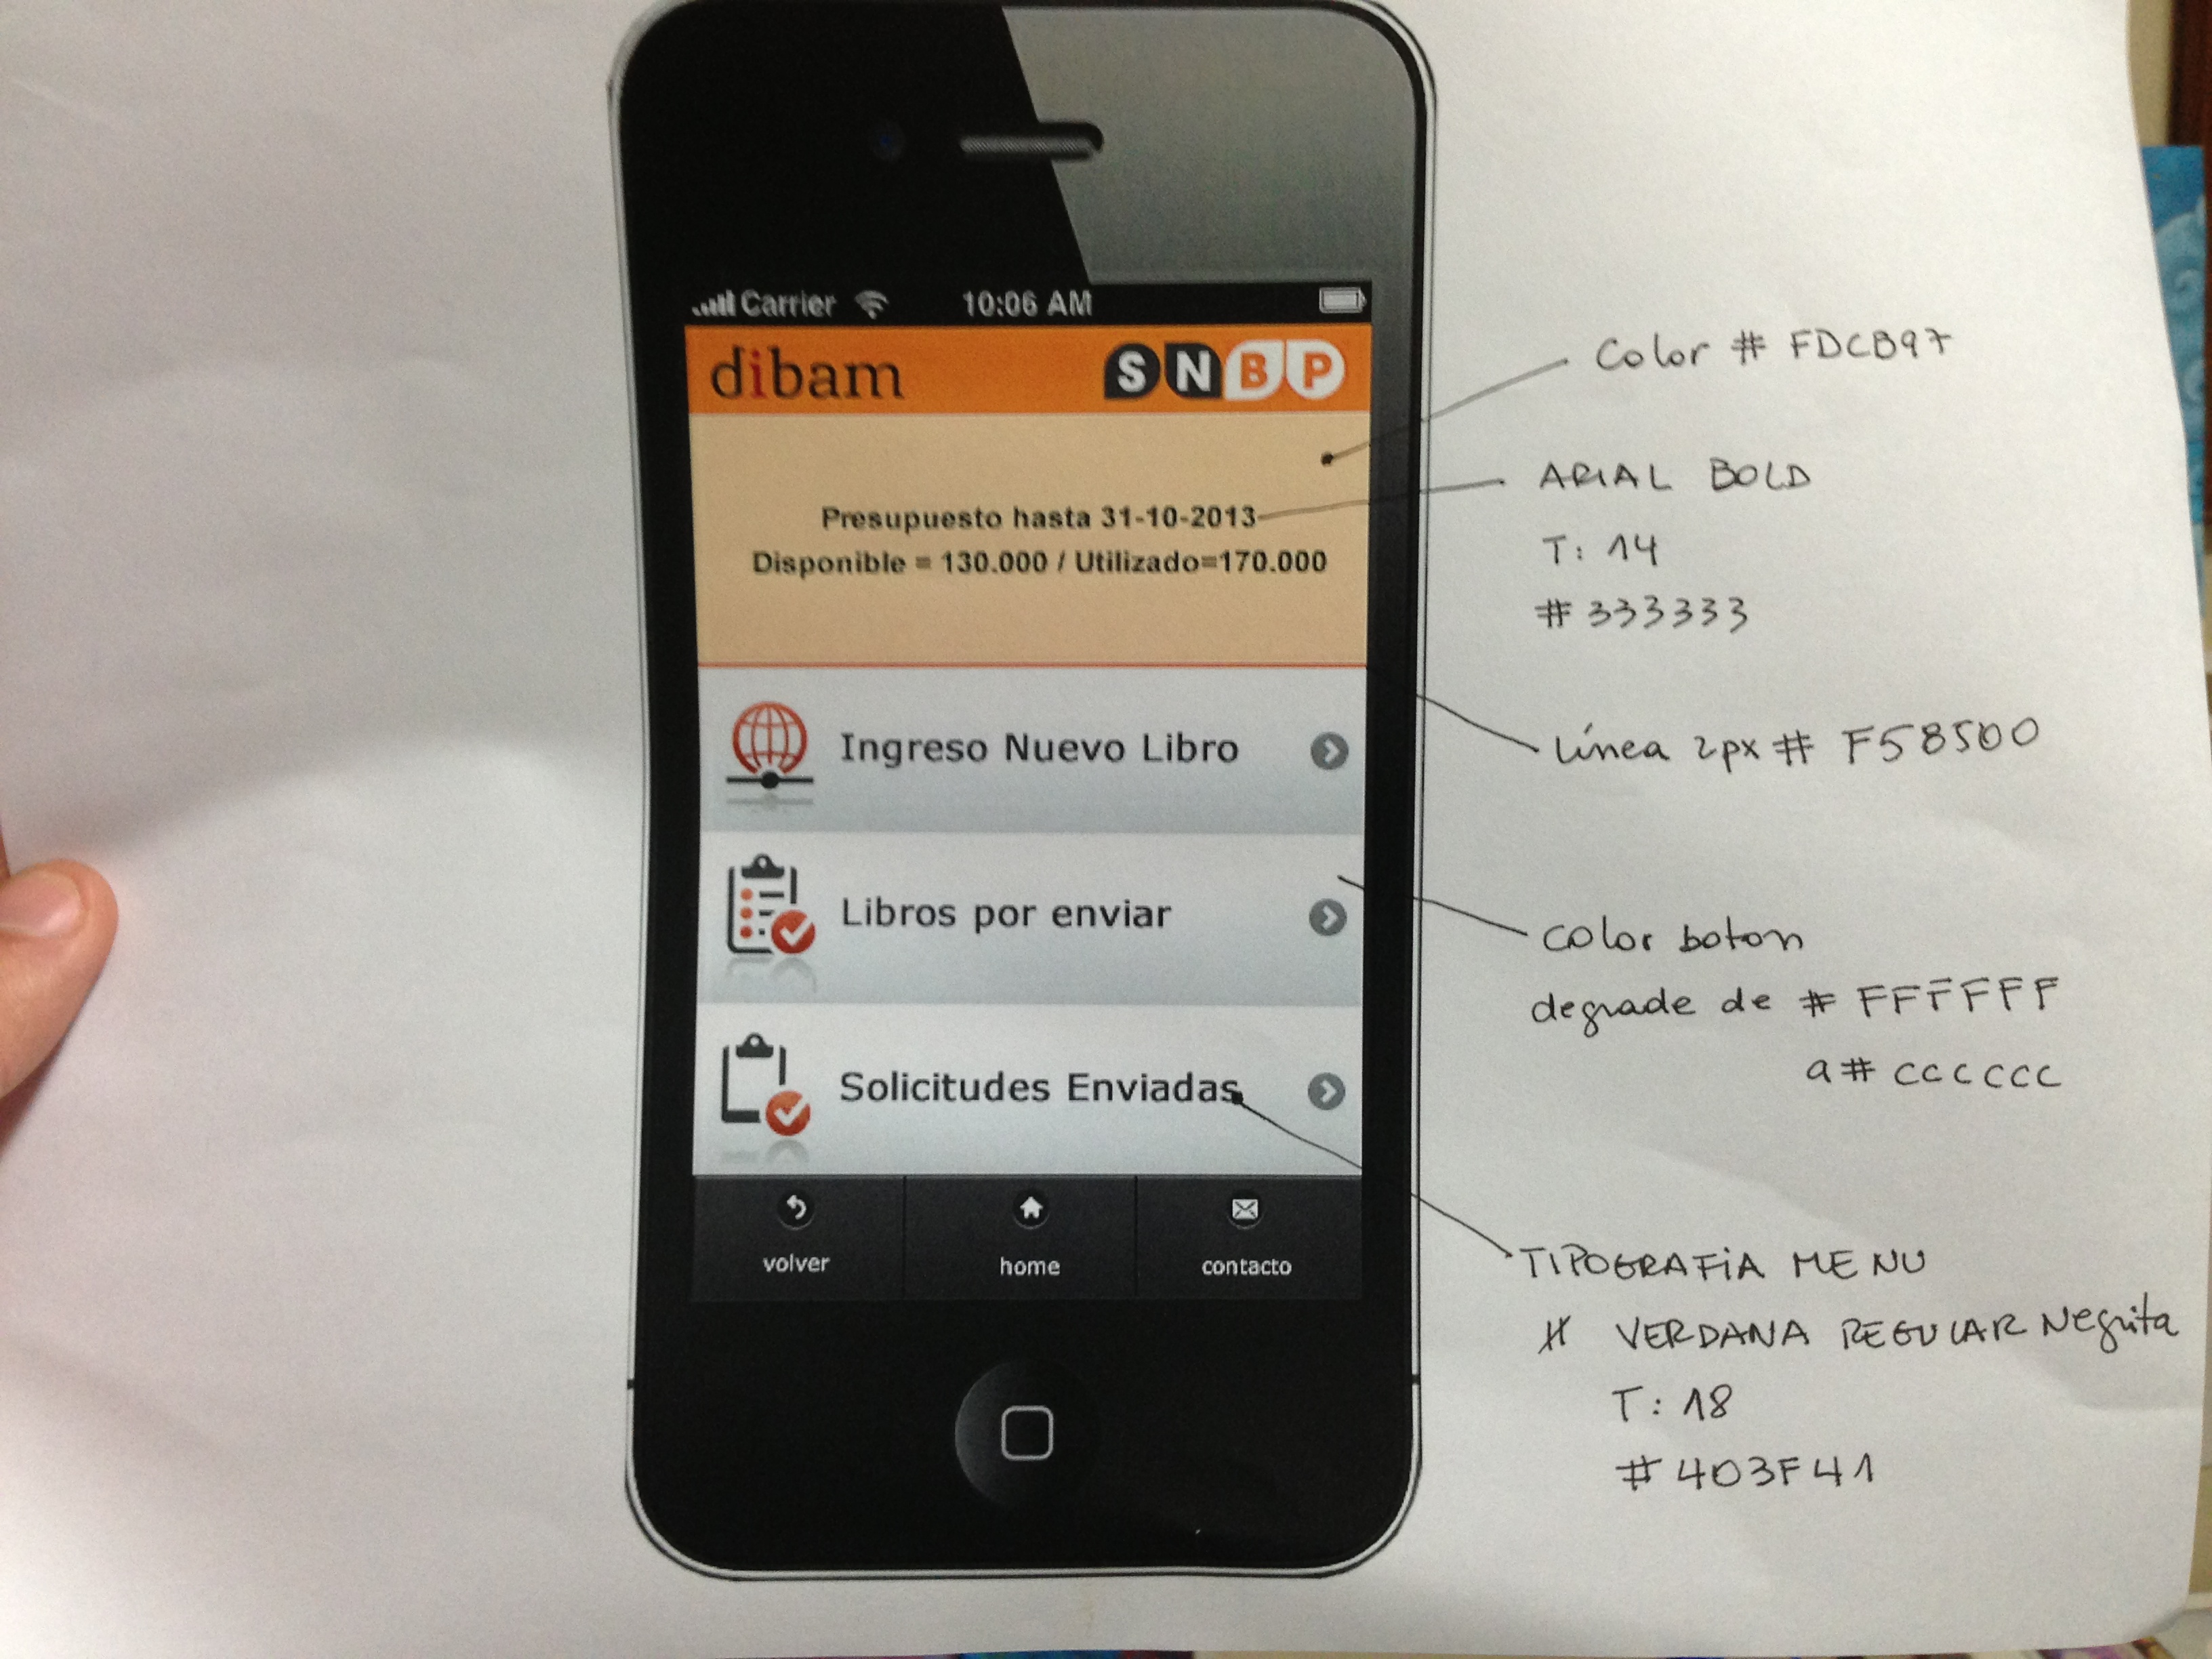 Carrier 10:06 AM
dibam SNBP
Presupuesto hasta 31-10-2013
Disponible = 130.000 / Utilizado=170.000
Ingreso Nuevo Libro
Libros por enviar
Solicitudes Enviadas
volver home contacto
Color # FDCB97
ARIAL BOLD
T: 14
# 333333
Línea 2px # F58500
color boton
degrade de # FFFFFF
a # cccccc
TIPOGRAFIA MENU
# VERDANA REGULAR Negrita
T: 18
# 403F41